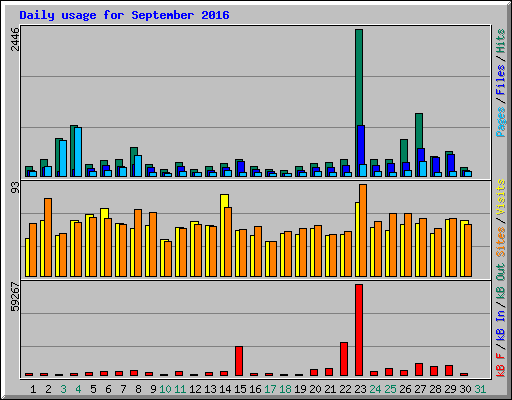 Daily usage for September 2016
2446
Pages / Files / Hits
93
Sites / Visits
59267
kB F / kB In / kB Out
1 2 3 4 5 6 7 8 9 10 11 12 13 14 15 16 17 18 19 20 21 22 23 24 25 26 27 28 29 30 31